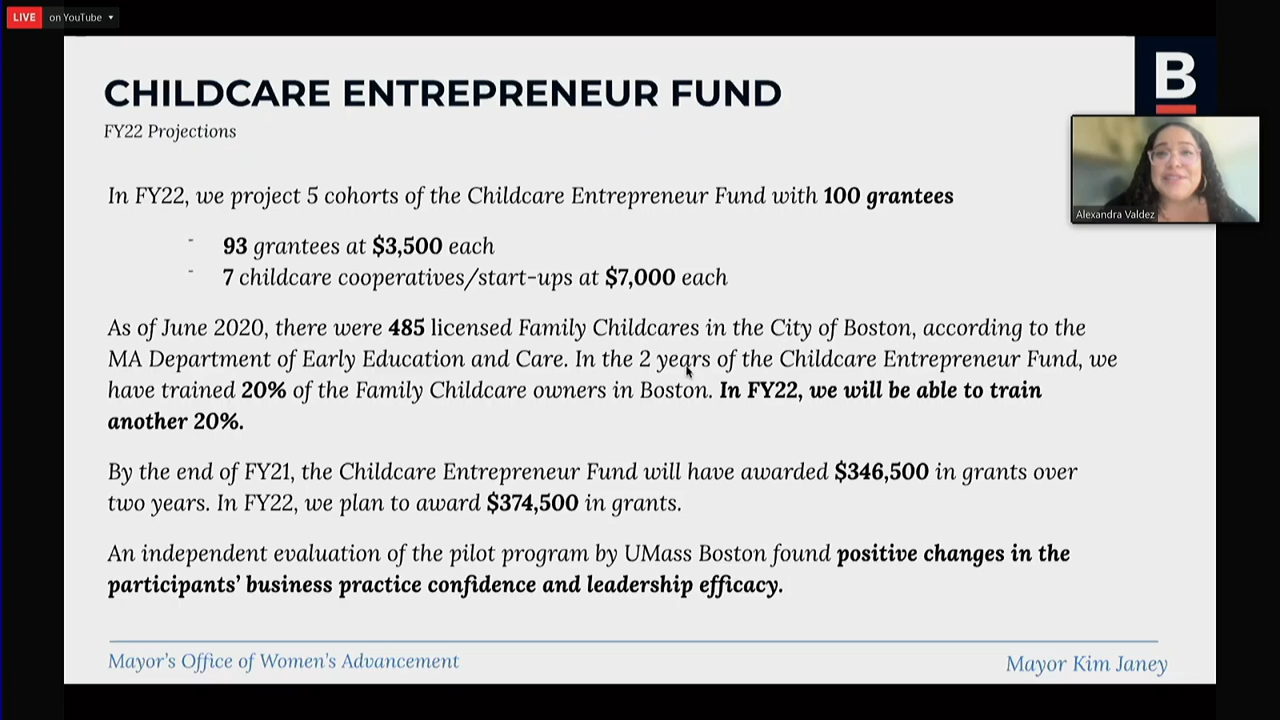 LIVE on YouTube
B
CHILDCARE ENTREPRENEUR FUND
FY22 Projections
Alexandra Valdez
In FY22, we project 5 cohorts of the Childcare Entrepreneur Fund with 100 grantees
- 93 grantees at $3,500 each
- 7 childcare cooperatives/start-ups at $7,000 each
As of June 2020, there were 485 licensed Family Childcares in the City of Boston, according to the
MA Department of Early Education and Care. In the 2 years of the Childcare Entrepreneur Fund, we
have trained 20% of the Family Childcare owners in Boston. In FY22, we will be able to train
another 20%.
By the end of FY21, the Childcare Entrepreneur Fund will have awarded $346,500 in grants over
two years. In FY22, we plan to award $374,500 in grants.
An independent evaluation of the pilot program by UMass Boston found positive changes in the
participants’ business practice confidence and leadership efficacy.
Mayor’s Office of Women’s Advancement
Mayor Kim Janey